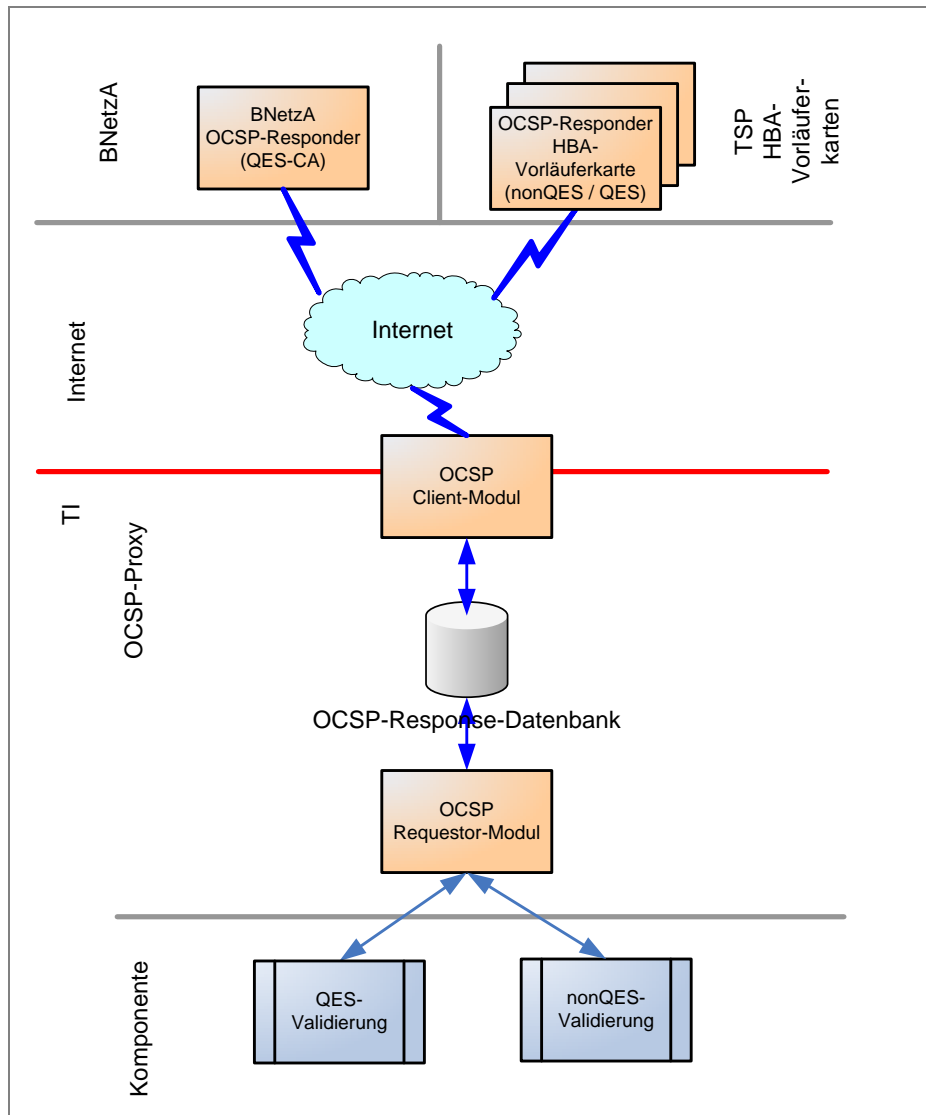 BNetzA
BNetzA
OCSP-Responder
(QES-CA)
OCSP-Responder
HBA-
Vorläuferkarte
(nonQES / QES)
TSP
HBA-
Vorläufer-
karten
Internet
Internet
OCSP
Client-Modul
TI
OCSP-Proxy
OCSP-Response-Datenbank
OCSP
Requestor-Modul
Komponente
QES-
Validierung
nonQES-
Validierung